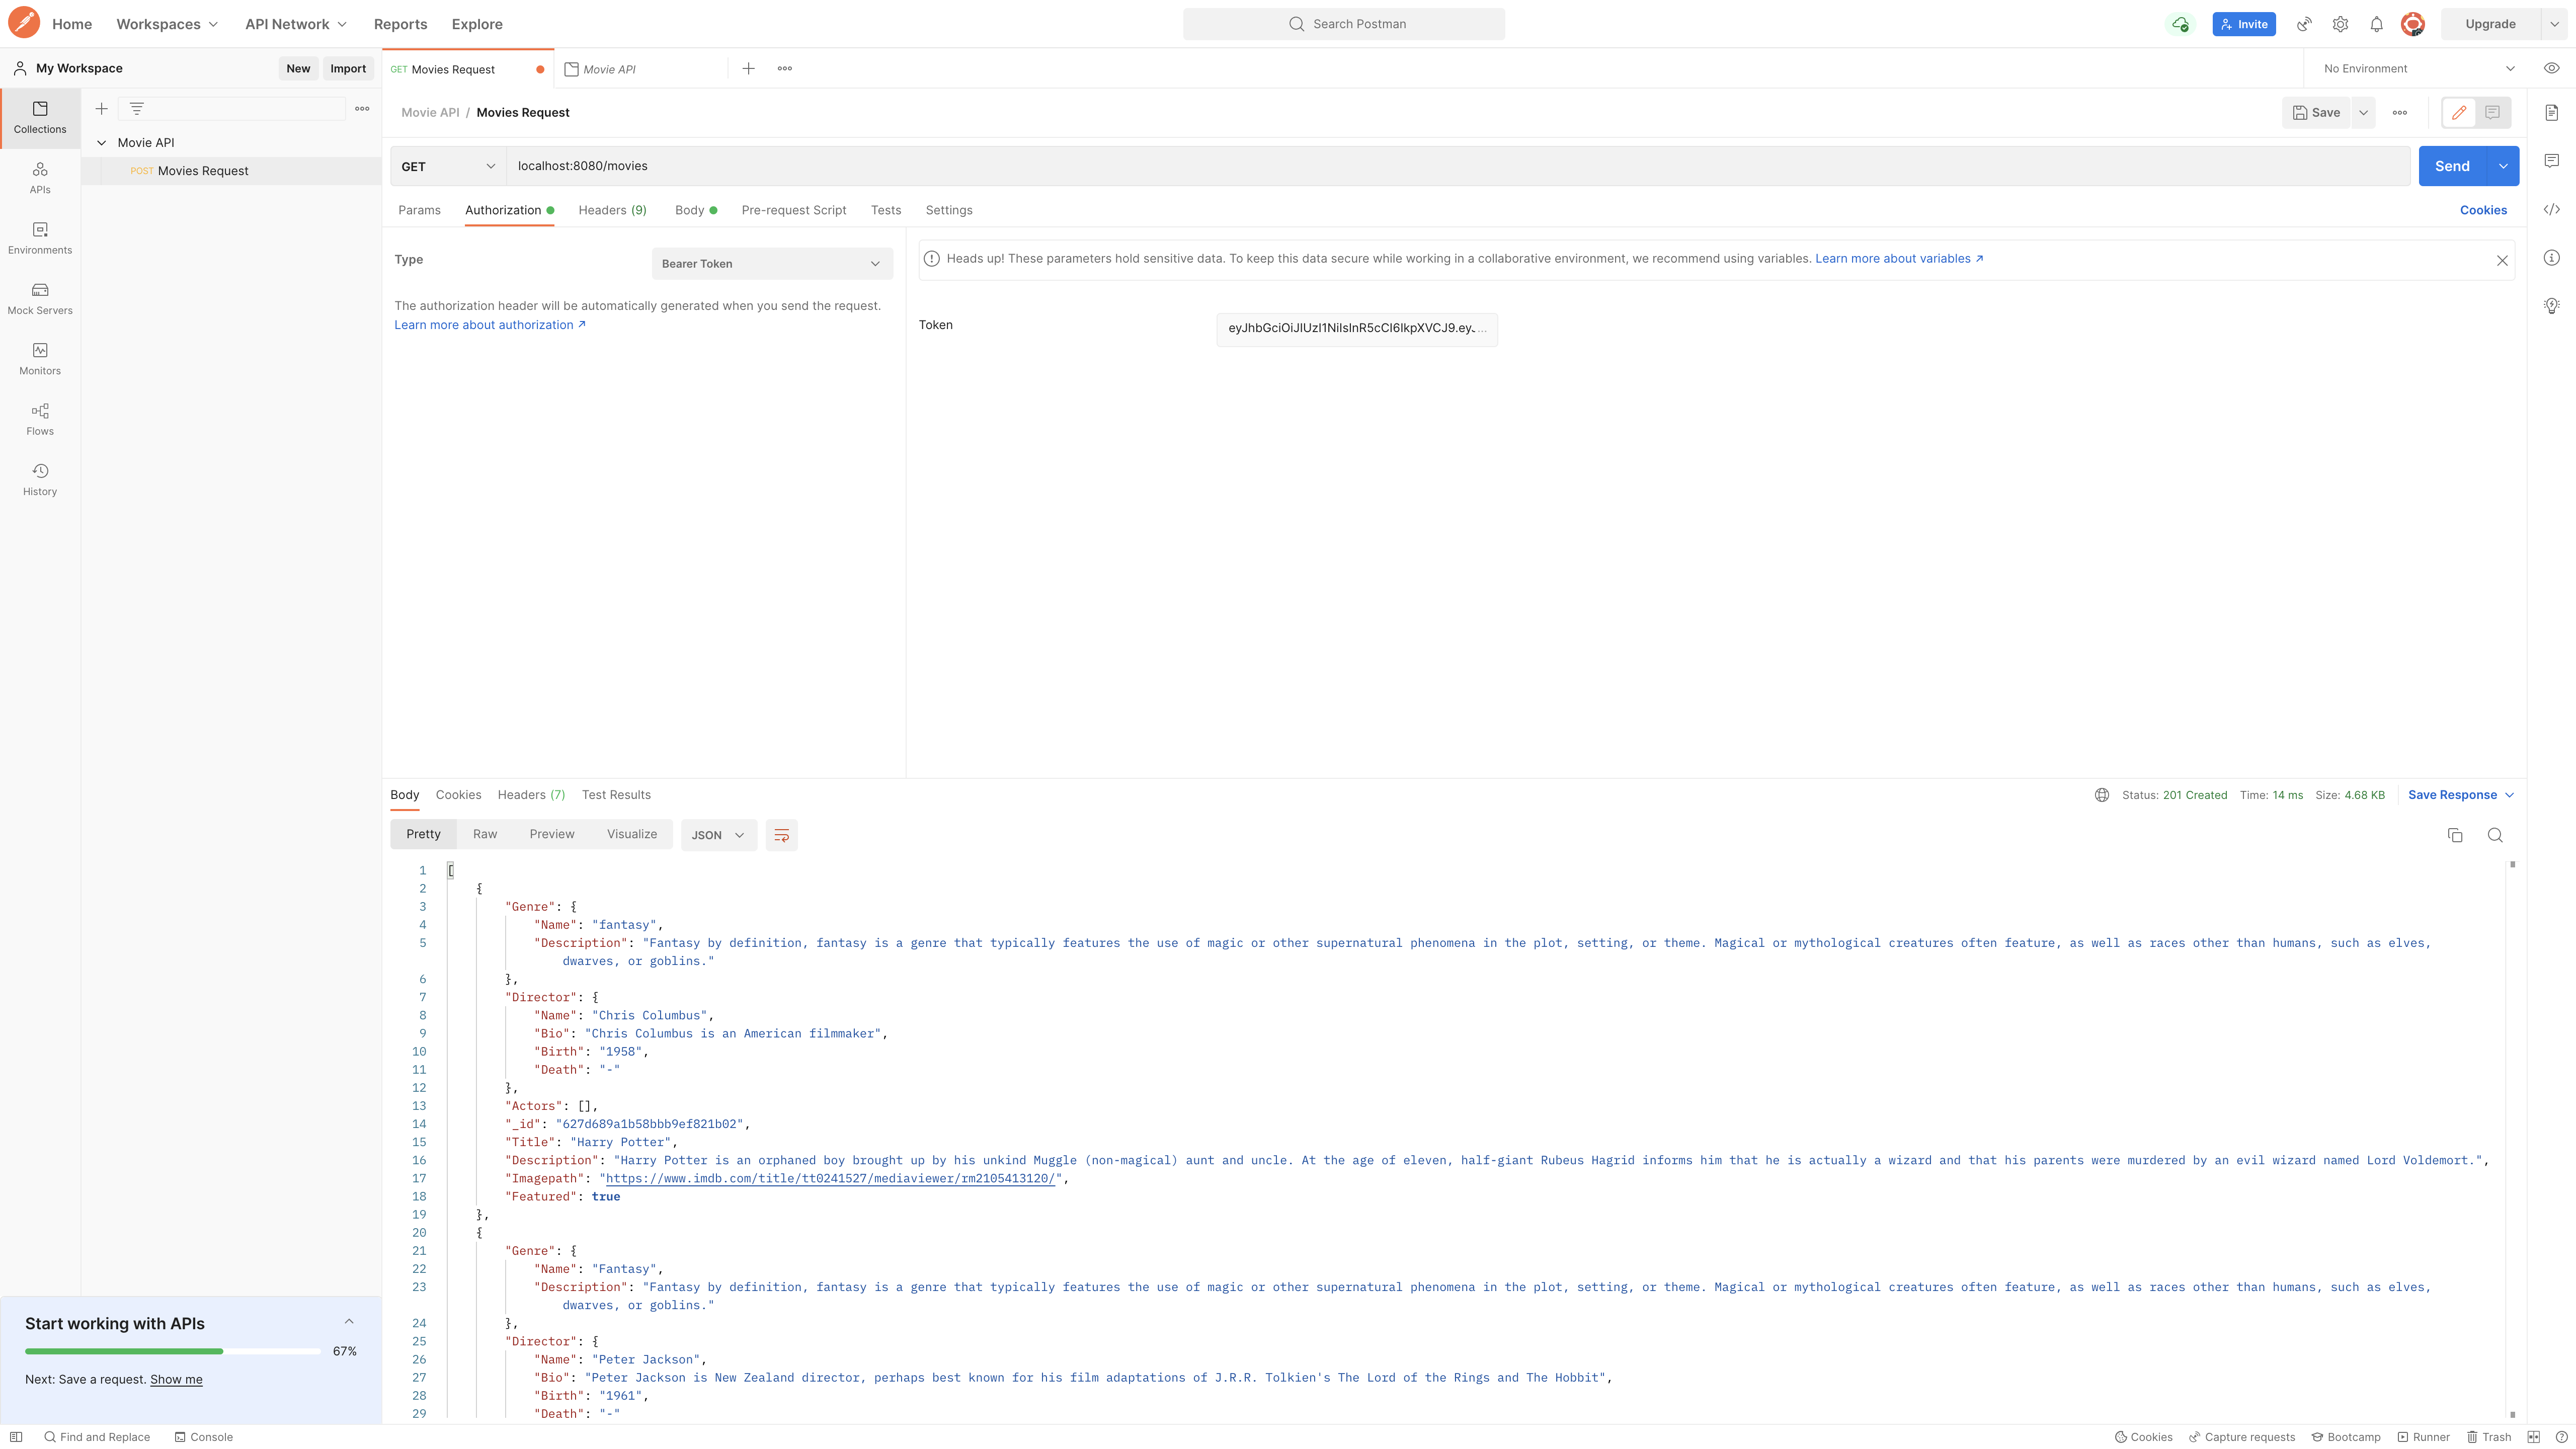 Home Workspaces API Network Reports Explore Search Postman Invite Upgrade
My Workspace New Import GET Movies Request Movie API No Environment
Collections
APIs
Environments
Mock Servers
Monitors
Flows
History
Movie API
POST Movies Request
Movie API / Movies Request Save
GET localhost:8080/movies Send
Params Authorization Headers (9) Body Pre-request Script Tests Settings Cookies
Type Bearer Token
The authorization header will be automatically generated when you send the request.
Learn more about authorization ↗
Heads up! These parameters hold sensitive data. To keep this data secure while working in a collaborative environment, we recommend using variables. Learn more about variables ↗
Token
Body Cookies Headers (7) Test Results Status: 201 Created Time: 14 ms Size: 4.68 KB Save Response
Pretty Raw Preview Visualize JSON
1 [
2 {
3 "Genre": {
4 "Name": "fantasy",
5 "Description": "Fantasy by definition, fantasy is a genre that typically features the use of magic or other supernatural phenomena in the plot, setting, or theme. Magical or mythological creatures often feature, as well as races other than humans, such as elves,
dwarves, or goblins."
6 },
7 "Director": {
8 "Name": "Chris Columbus",
9 "Bio": "Chris Columbus is an American filmmaker",
10 "Birth": "1958",
11 "Death": "-"
12 },
13 "Actors": [],
14 "_id": "627d689a1b58bbb9ef821b02",
15 "Title": "Harry Potter",
16 "Description": "Harry Potter is an orphaned boy brought up by his unkind Muggle (non-magical) aunt and uncle. At the age of eleven, half-giant Rubeus Hagrid informs him that he is actually a wizard and that his parents were murdered by an evil wizard named Lord Voldemort.",
17 "Imagepath": "https://www.imdb.com/title/tt0241527/mediaviewer/rm2105413120/",
18 "Featured": true
19 },
20 {
21 "Genre": {
22 "Name": "Fantasy",
23 "Description": "Fantasy by definition, fantasy is a genre that typically features the use of magic or other supernatural phenomena in the plot, setting, or theme. Magical or mythological creatures often feature, as well as races other than humans, such as elves,
dwarves, or goblins."
24 },
25 "Director": {
26 "Name": "Peter Jackson",
27 "Bio": "Peter Jackson is New Zealand director, perhaps best known for his film adaptations of J.R.R. Tolkien's The Lord of the Rings and The Hobbit",
28 "Birth": "1961",
29 "Death": "-"
Start working with APIs
67%
Next: Save a request. Show me
Find and Replace Console Cookies Capture requests Bootcamp Runner Trash